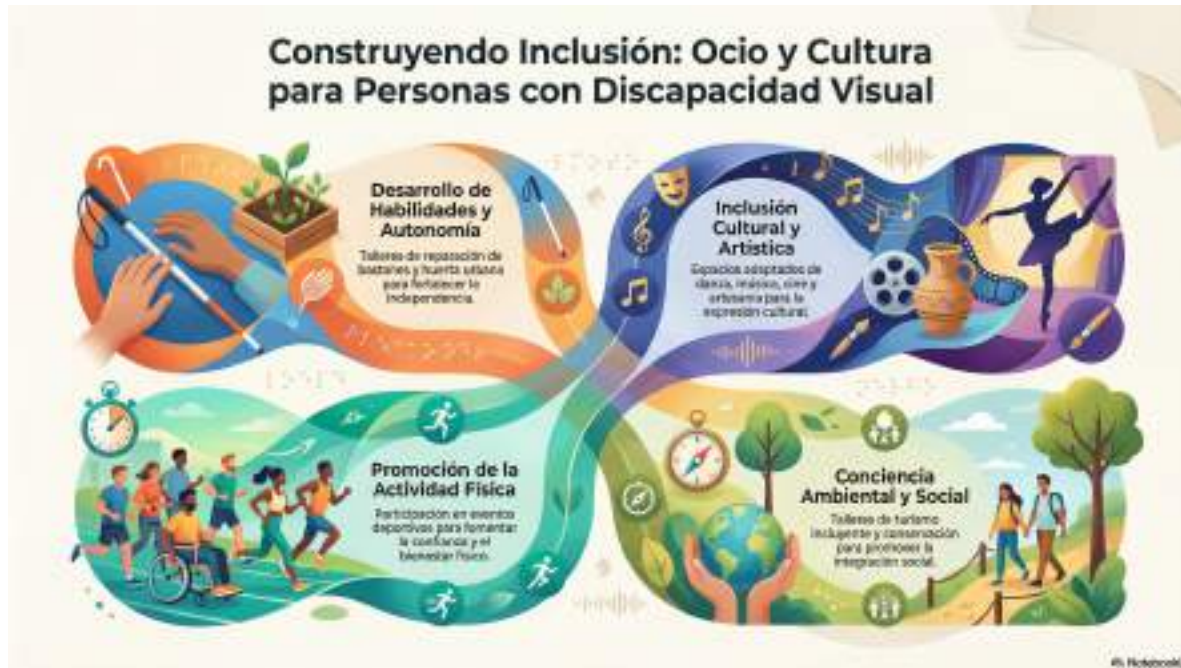 Construyendo Inclusión: Ocio y Cultura
para Personas con Discapacidad Visual
Desarrollo de
Habilidades y
Autonomía
Talleres de reparación de
bastones y huerta urbana
para fortalecer la
independencia.
Inclusión
Cultural y
Artística
Espacios adaptados de
danza, música, cine y
artesanía para la
expresión cultural.
Promoción de la
Actividad Física
Participación en eventos
deportivos para fomentar
la confianza y el
bienestar físico.
Conciencia
Ambiental y Social
Talleres de turismo
incluyente y conservación
para promover la
integración social.
Notebook